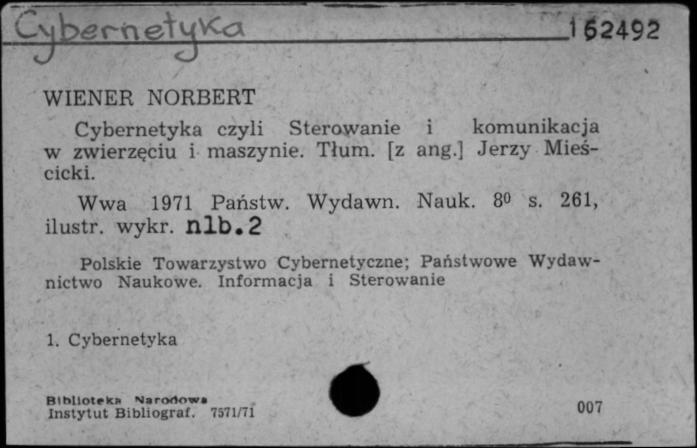 Cybernetyka 162492
WIENER NORBERT
Cybernetyka czyli Sterowanie i komunikacja
w zwierzęciu i maszynie. Tłum. [z ang.] Jerzy Mieś-
cicki.
Wwa 1971 Państw. Wydawn. Nauk. 8º s. 261,
ilustr. wykr. nlb.2
Polskie Towarzystwo Cybernetyczne; Państwowe Wydaw-
nictwo Naukowe. Informacja i Sterowanie
1. Cybernetyka
Biblioteka Narodowa
Instytut Bibliograf. 7571/71 007